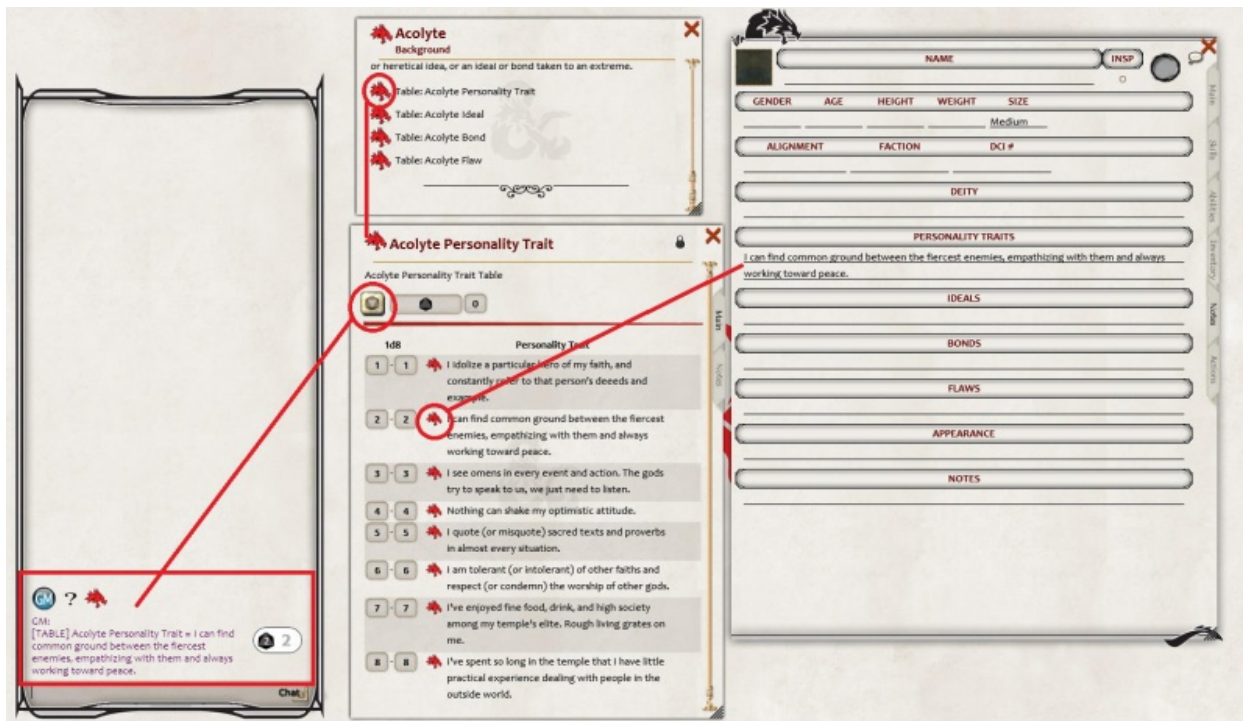 GM ?
GM:
[TABLE] Acolyte Personality Trait = I can find
common ground between the fiercest
enemies, empathizing with them and always
working toward peace.
2
Chat
Acolyte
Background
or heretical idea, or an ideal or bond taken to an extreme.
Table: Acolyte Personality Trait
Table: Acolyte Ideal
Table: Acolyte Bond
Table: Acolyte Flaw
Acolyte Personality Trait
Acolyte Personality Trait Table
0
1d8 Personality Trait
1 - 1 I idolize a particular hero of my faith, and
constantly refer to that person's deeeds and
example.
2 - 2 I can find common ground between the fiercest
enemies, empathizing with them and always
working toward peace.
3 - 3 I see omens in every event and action. The gods
try to speak to us, we just need to listen.
4 - 4 Nothing can shake my optimistic attitude.
5 - 5 I quote (or misquote) sacred texts and proverbs
in almost every situation.
6 - 6 I am tolerant (or intolerant) of other faiths and
respect (or condemn) the worship of other gods.
7 - 7 I've enjoyed fine food, drink, and high society
among my temple's elite. Rough living grates on
me.
8 - 8 I've spent so long in the temple that I have little
practical experience dealing with people in the
outside world.
Main
Notes
NAME INSP
GENDER AGE HEIGHT WEIGHT SIZE
Medium
ALIGNMENT FACTION DCI #
DEITY
PERSONALITY TRAITS
I can find common ground between the fiercest enemies, empathizing with them and always
working toward peace.
IDEALS
BONDS
FLAWS
APPEARANCE
NOTES
Main
Skills
Abilities
Inventory
Notes
Actions